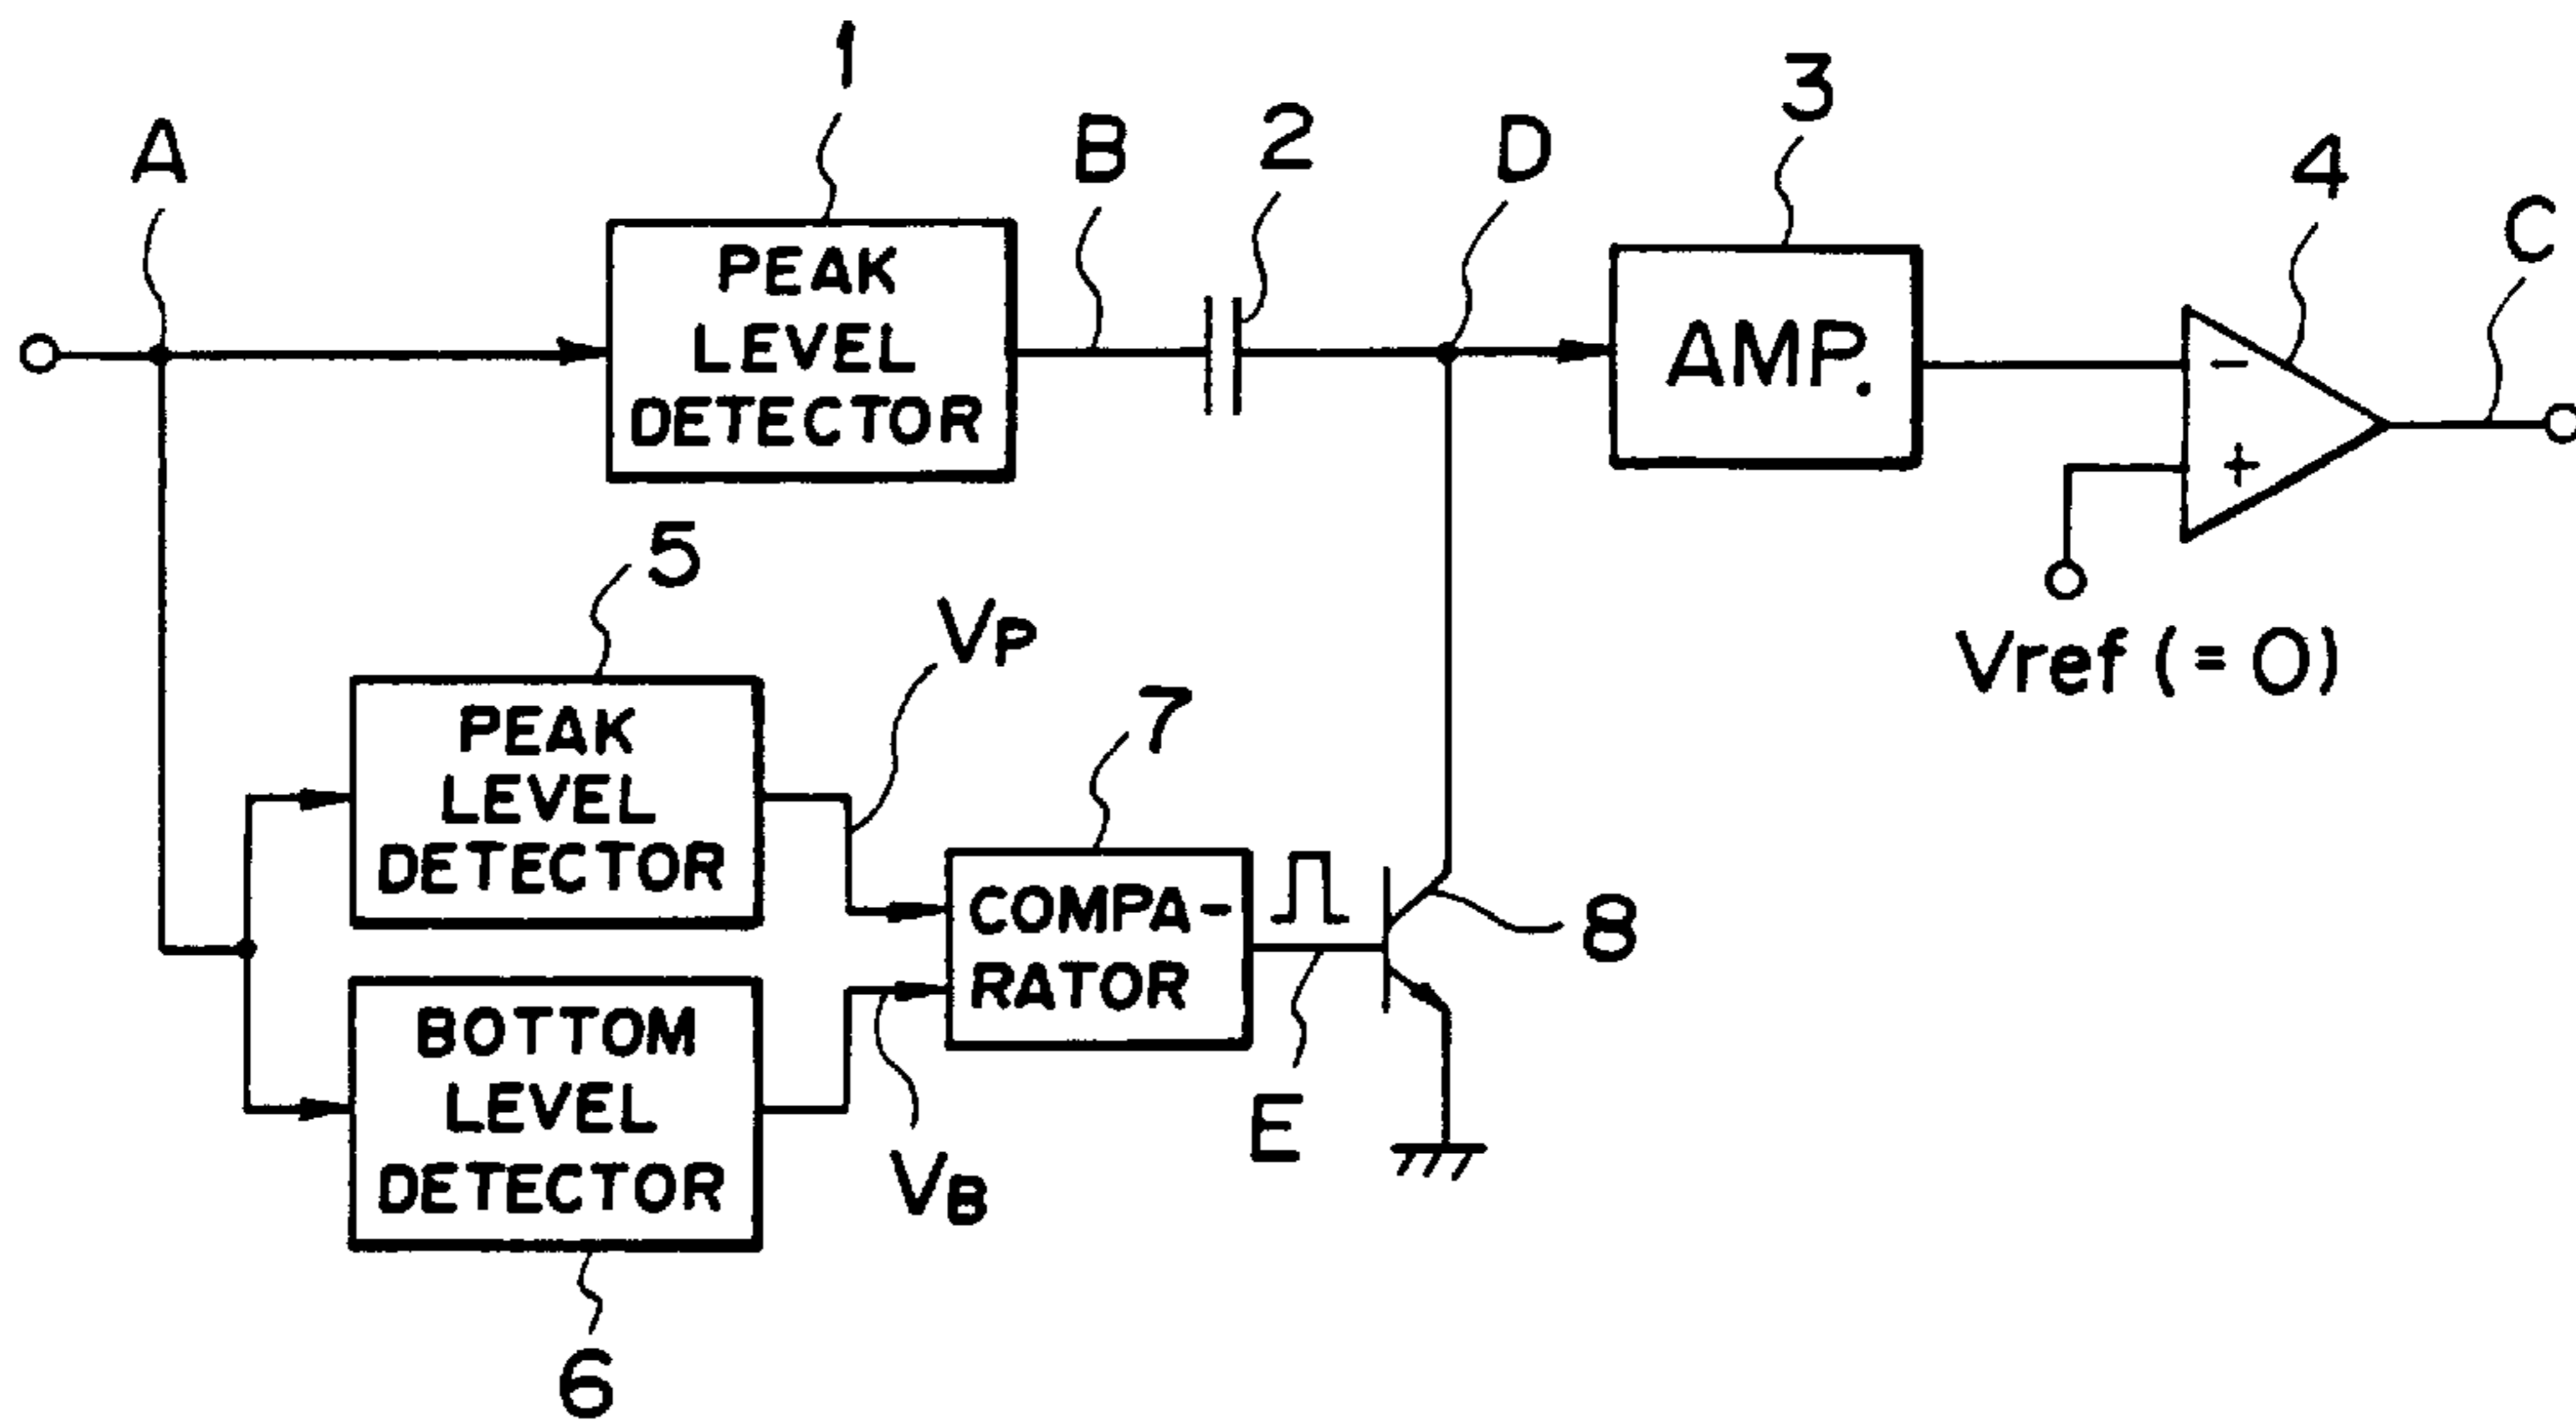 1
A
B
2
D
3
4
C
PEAK
LEVEL
DETECTOR
AMP.
-
+
Vref (= 0)
5
VP
7
PEAK
LEVEL
DETECTOR
COMPA-
RATOR
8
BOTTOM
LEVEL
DETECTOR
VB
E
6